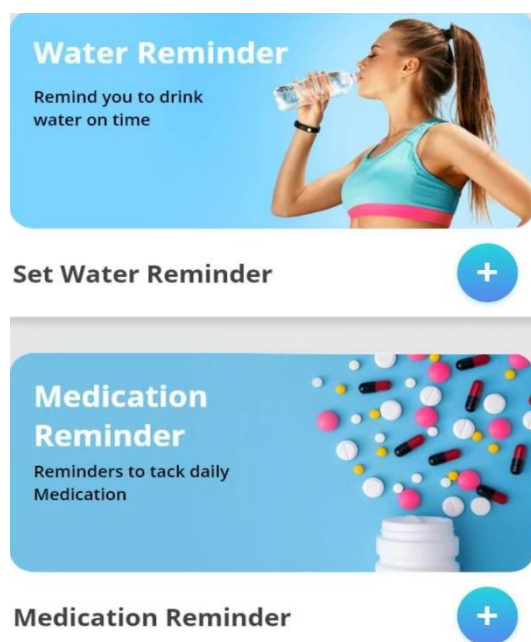 Water Reminder
Remind you to drink
water on time
Set Water Reminder
+
Medication
Reminder
Reminders to tack daily
Medication
Medication Reminder
+